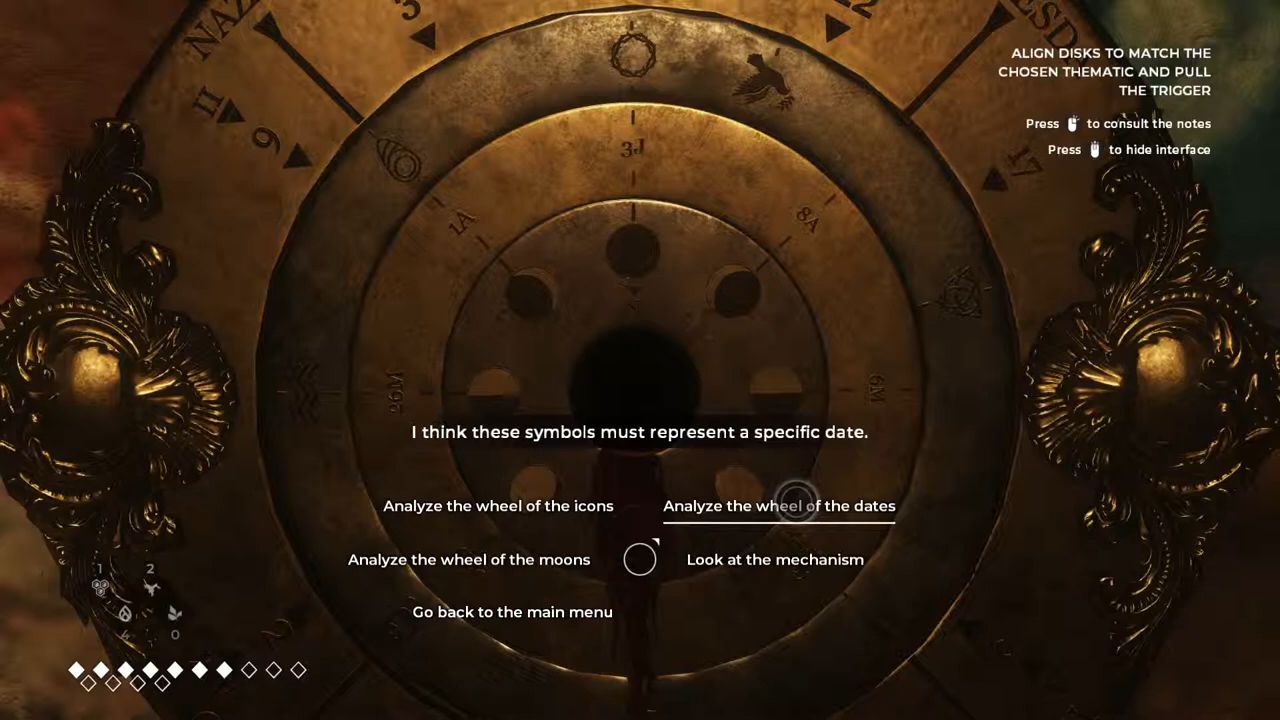 ALIGN DISKS TO MATCH THE
CHOSEN THEMATIC AND PULL
THE TRIGGER
Press to consult the notes
Press to hide interface
NAZ
ESD
3
12
11
9
17
3J
1A
8A
26M
6M
I think these symbols must represent a specific date.
Analyze the wheel of the icons
Analyze the wheel of the dates
Analyze the wheel of the moons
Look at the mechanism
Go back to the main menu
1
2
4
0